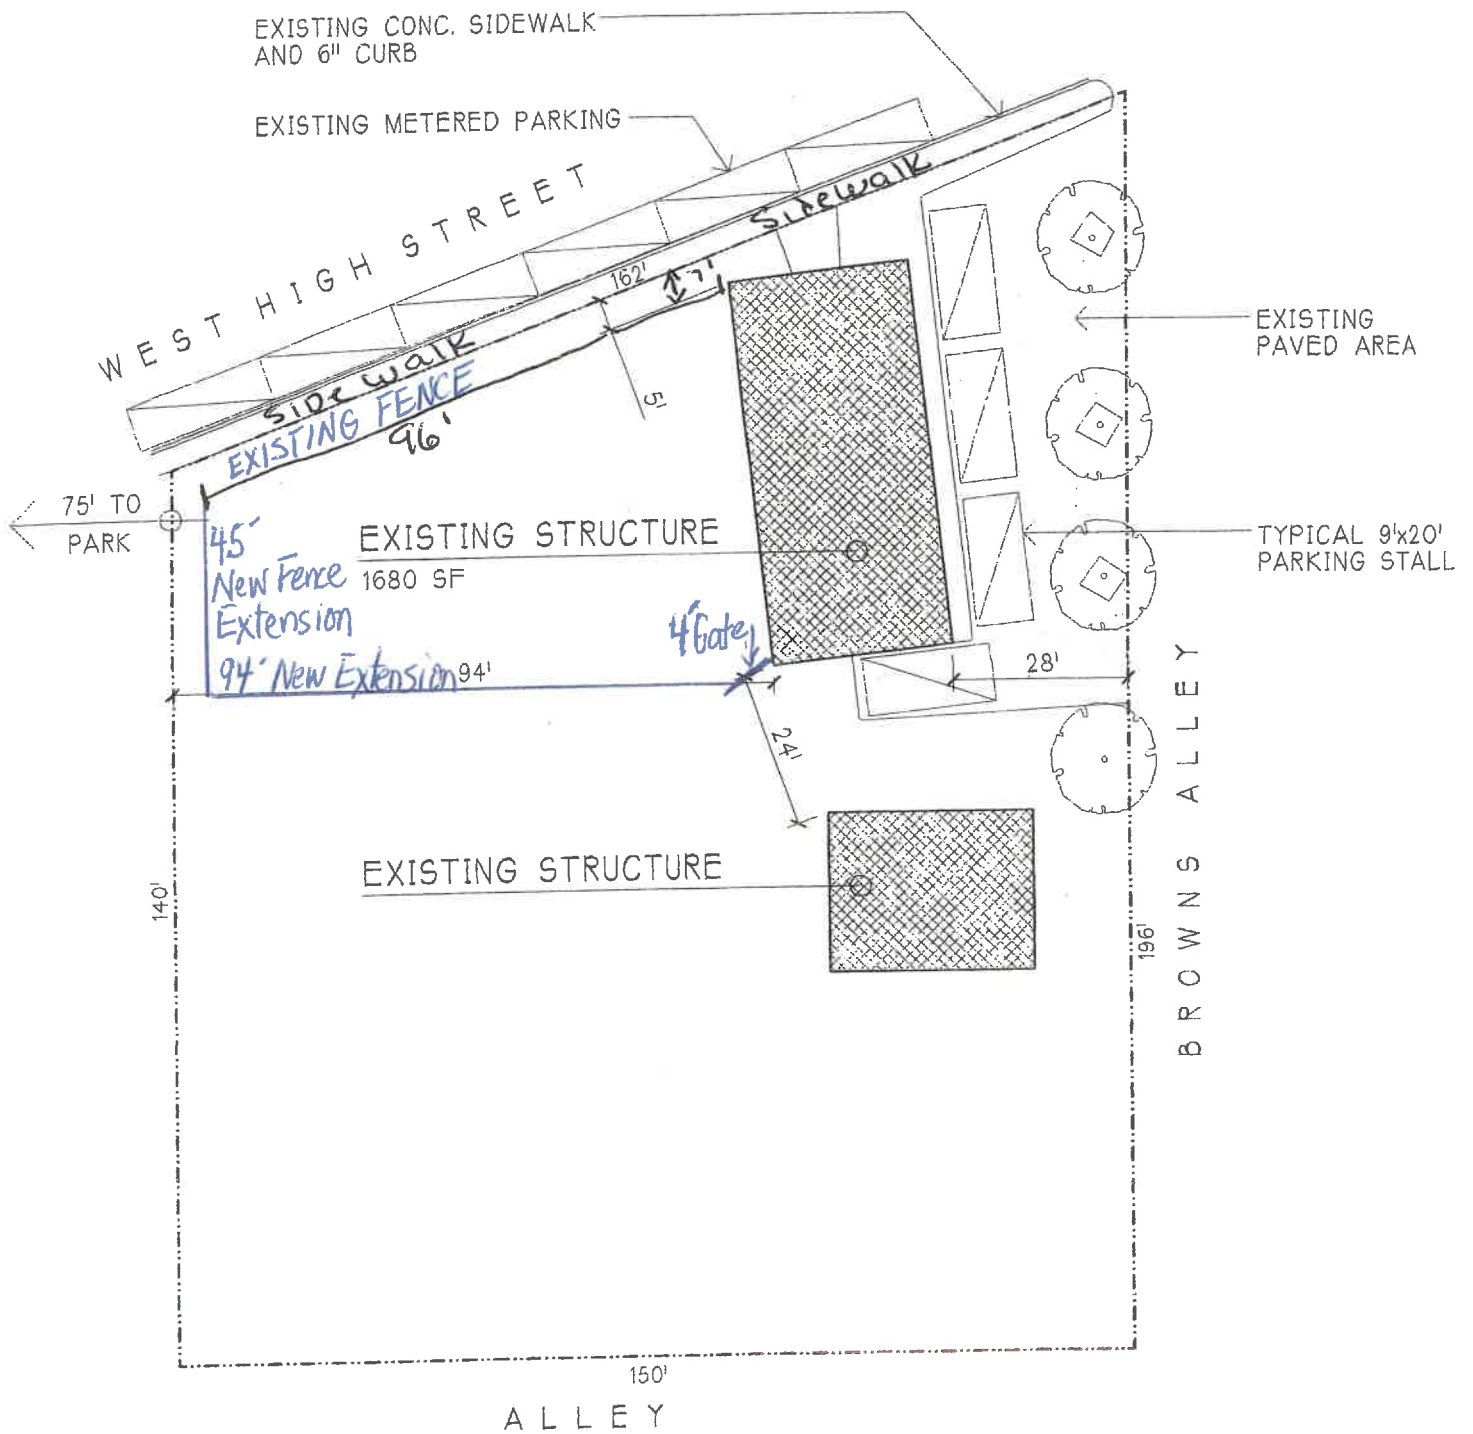 EXISTING CONC. SIDEWALK
AND 6" CURB
EXISTING METERED PARKING
WEST HIGH STREET
Sidewalk
162'
7'
EXISTING
PAVED AREA
SIDE walk
EXISTING FENCE
96'
5'
75' TO
PARK
45'
New Fence
Extension
EXISTING STRUCTURE
1680 SF
TYPICAL 9'x20'
PARKING STALL
4' Gate
94' New Extension
94'
28'
24'
EXISTING STRUCTURE
140'
196'
BROWNS ALLEY
150'
ALLEY